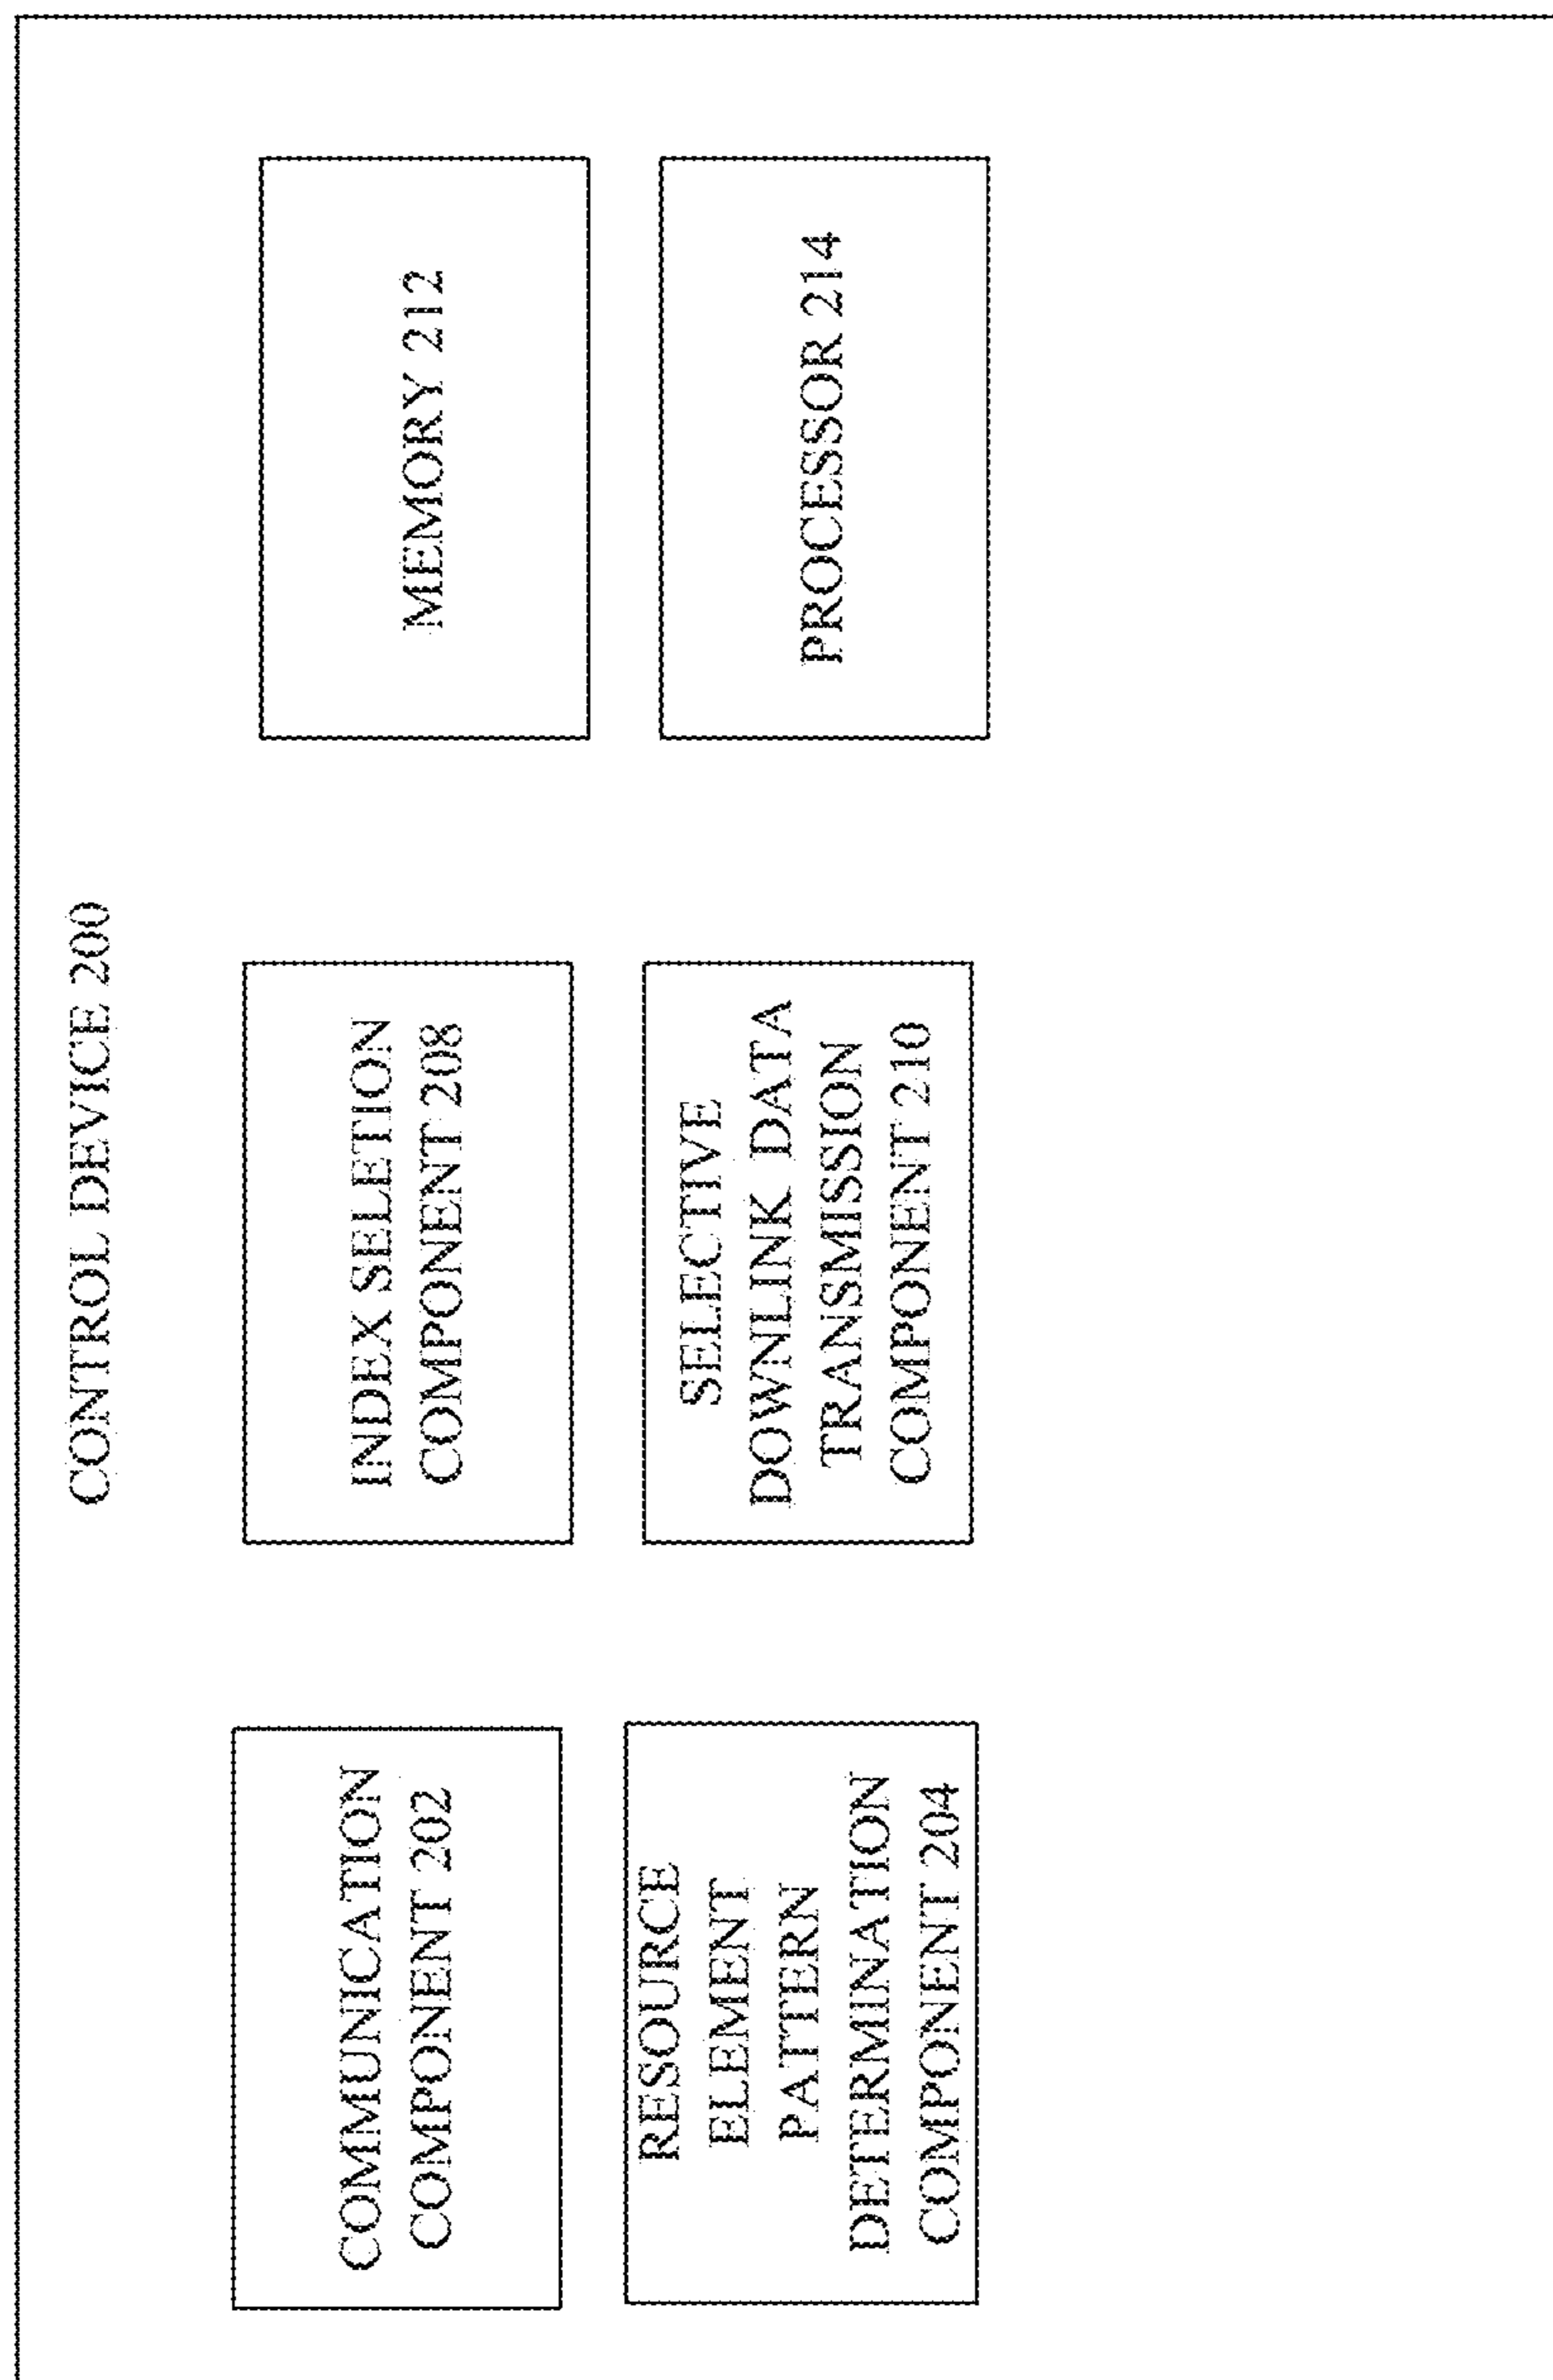 CONTROL DEVICE 200
COMMUNICATION
COMPONENT 202
INDEX SELETION
COMPONENT 208
MEMORY 212
RESOURCE
ELEMENT
PATTERN
DETERMINATION
COMPONENT 204
SELECTIVE
DOWNLINK DATA
TRANSMISSION
COMPONENT 210
PROCESSOR 214